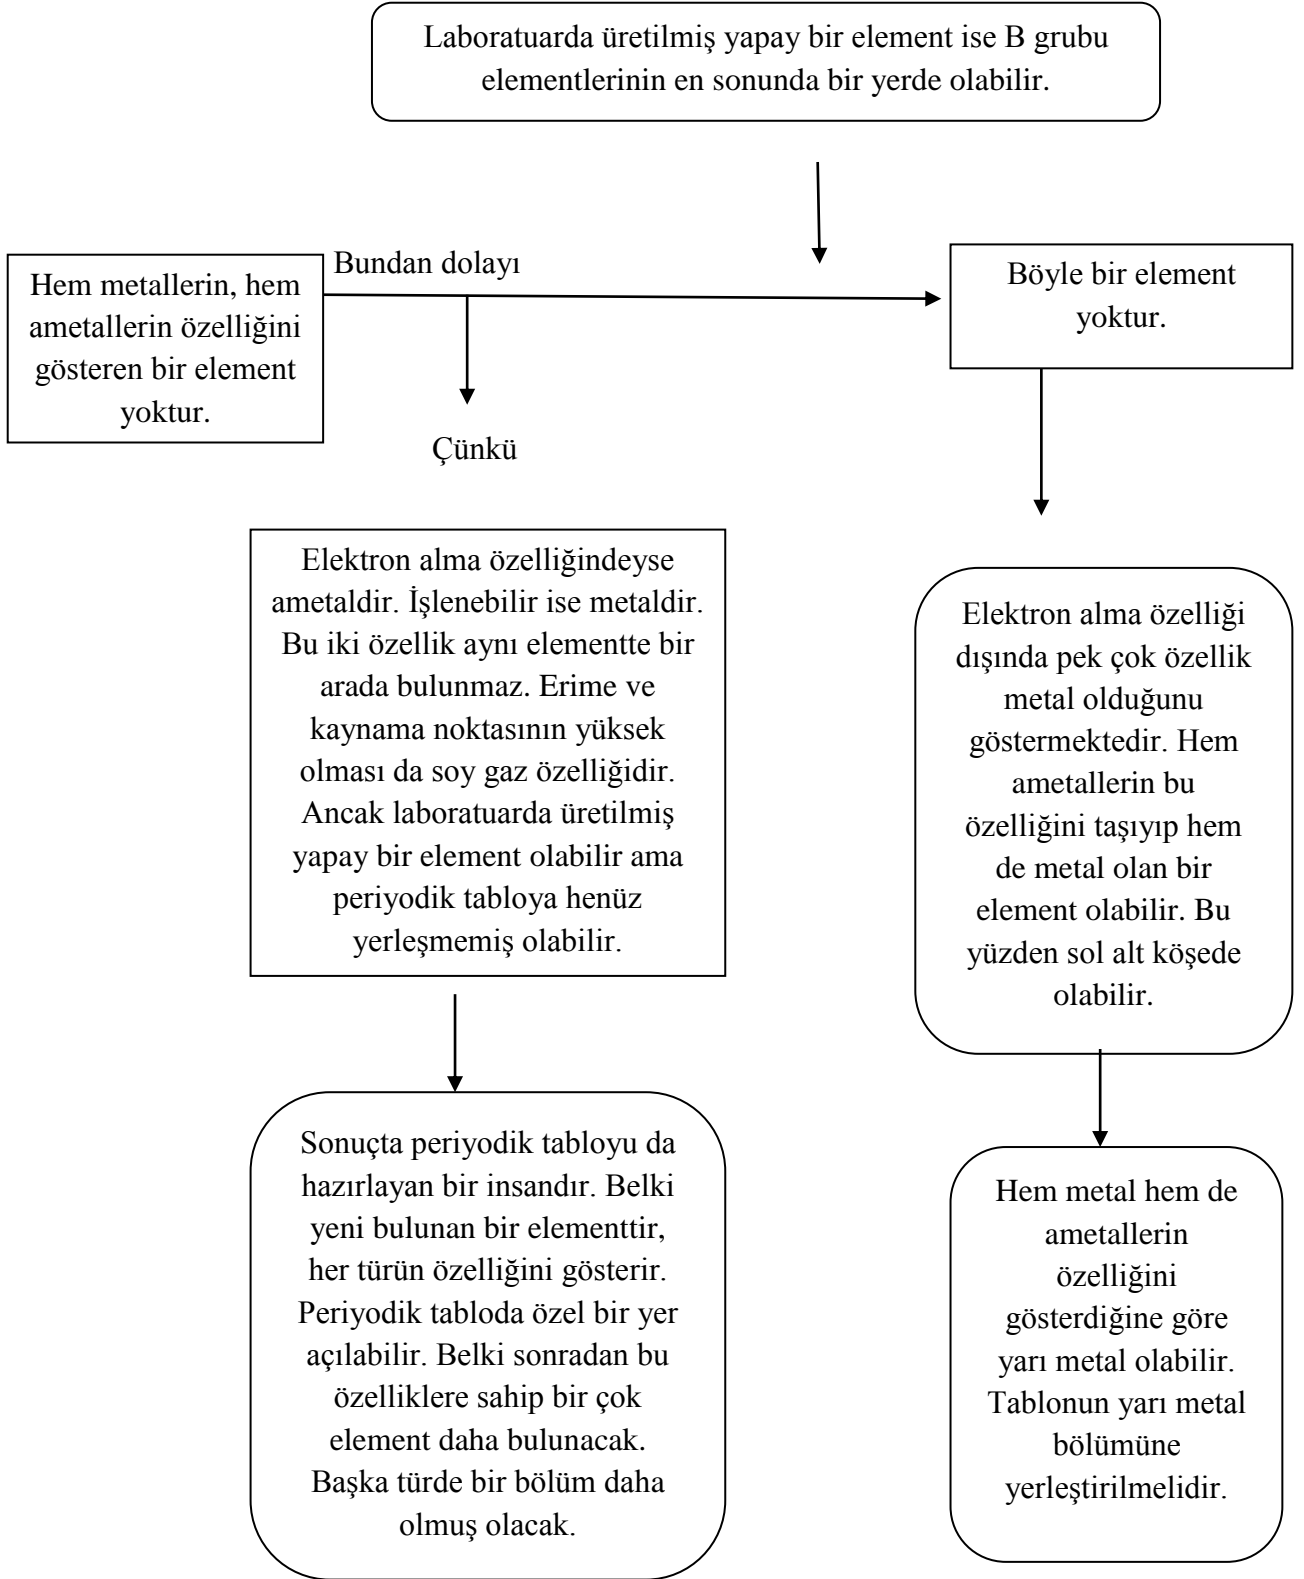 Laboratuarda üretilmiş yapay bir element ise B grubu
elementlerinin en sonunda bir yerde olabilir.
Hem metallerin, hem
ametallerin özelliğini
gösteren bir element
yoktur.
Bundan dolayı
Böyle bir element
yoktur.
Çünkü
Elektron alma özelliğindeyse
ametaldir. İşlenebilir ise metaldir.
Bu iki özellik aynı elementte bir
arada bulunmaz. Erime ve
kaynama noktasının yüksek
olması da soy gaz özelliğidir.
Ancak laboratuarda üretilmiş
yapay bir element olabilir ama
periyodik tabloya henüz
yerleşmemiş olabilir.
Elektron alma özelliği
dışında pek çok özellik
metal olduğunu
göstermektedir. Hem
ametallerin bu
özelliğini taşıyıp hem
de metal olan bir
element olabilir. Bu
yüzden sol alt köşede
olabilir.
Sonuçta periyodik tabloyu da
hazırlayan bir insandır. Belki
yeni bulunan bir elementtir,
her türün özelliğini gösterir.
Periyodik tabloda özel bir yer
açılabilir. Belki sonradan bu
özelliklere sahip bir çok
element daha bulunacak.
Başka türde bir bölüm daha
olmuş olacak.
Hem metal hem de
ametallerin
özelliğini
gösterdiğine göre
yarı metal olabilir.
Tablonun yarı metal
bölümüne
yerleştirilmelidir.